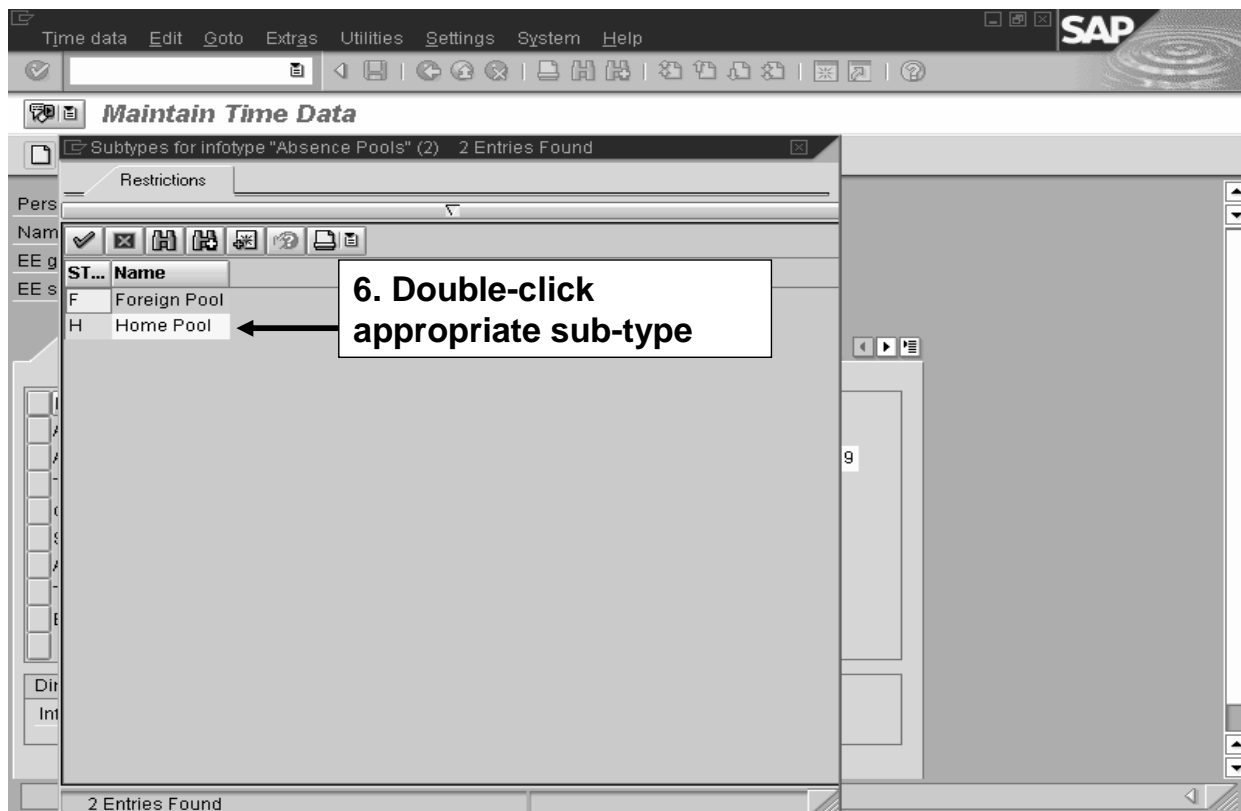 Time data Edit Goto Extras Utilities Settings System Help
SAP
Maintain Time Data
Subtypes for infotype "Absence Pools" (2) 2 Entries Found
Restrictions
Pers
Nam
EE g
EE s
ST... Name
F Foreign Pool
H Home Pool
6. Double-click
appropriate sub-type
9
Dir
Int
2 Entries Found